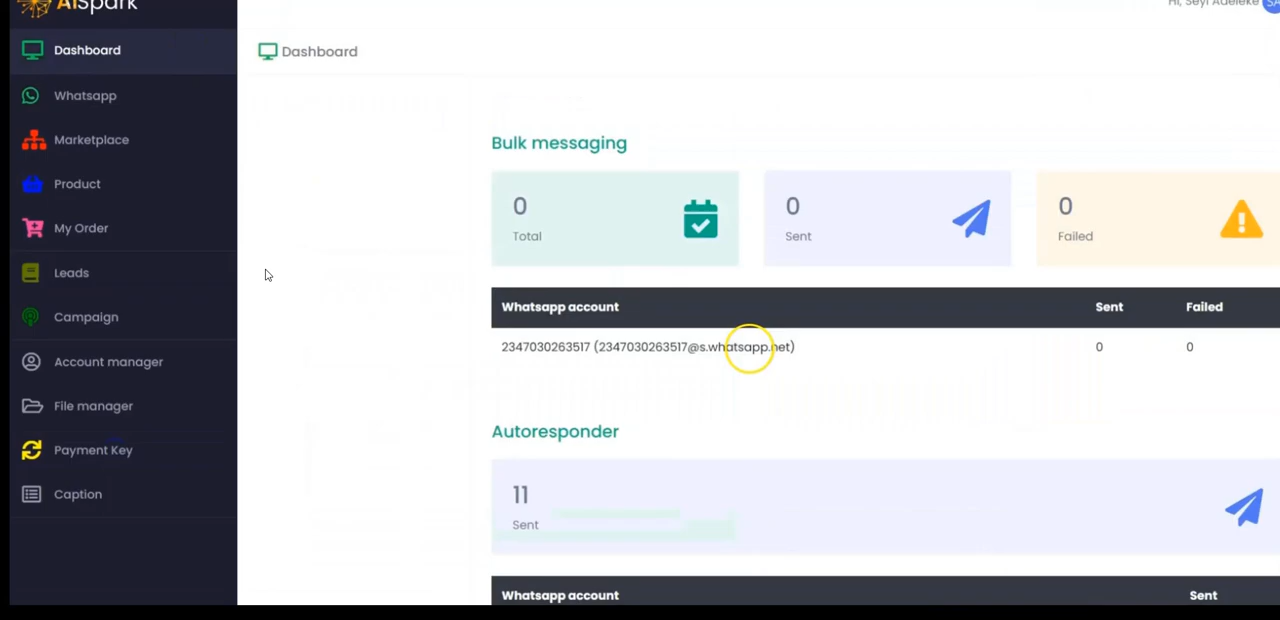 AiSpark
Hi, Seyi Adeleke SA
Dashboard
Whatsapp
Marketplace
Product
My Order
Leads
Campaign
Account manager
File manager
Payment Key
Caption
Dashboard
Bulk messaging
0
Total
0
Sent
0
Failed
Whatsapp account Sent Failed
2347030263517 (2347030263517@s.whatsapp.net) 0 0
Autoresponder
11
Sent
Whatsapp account Sent